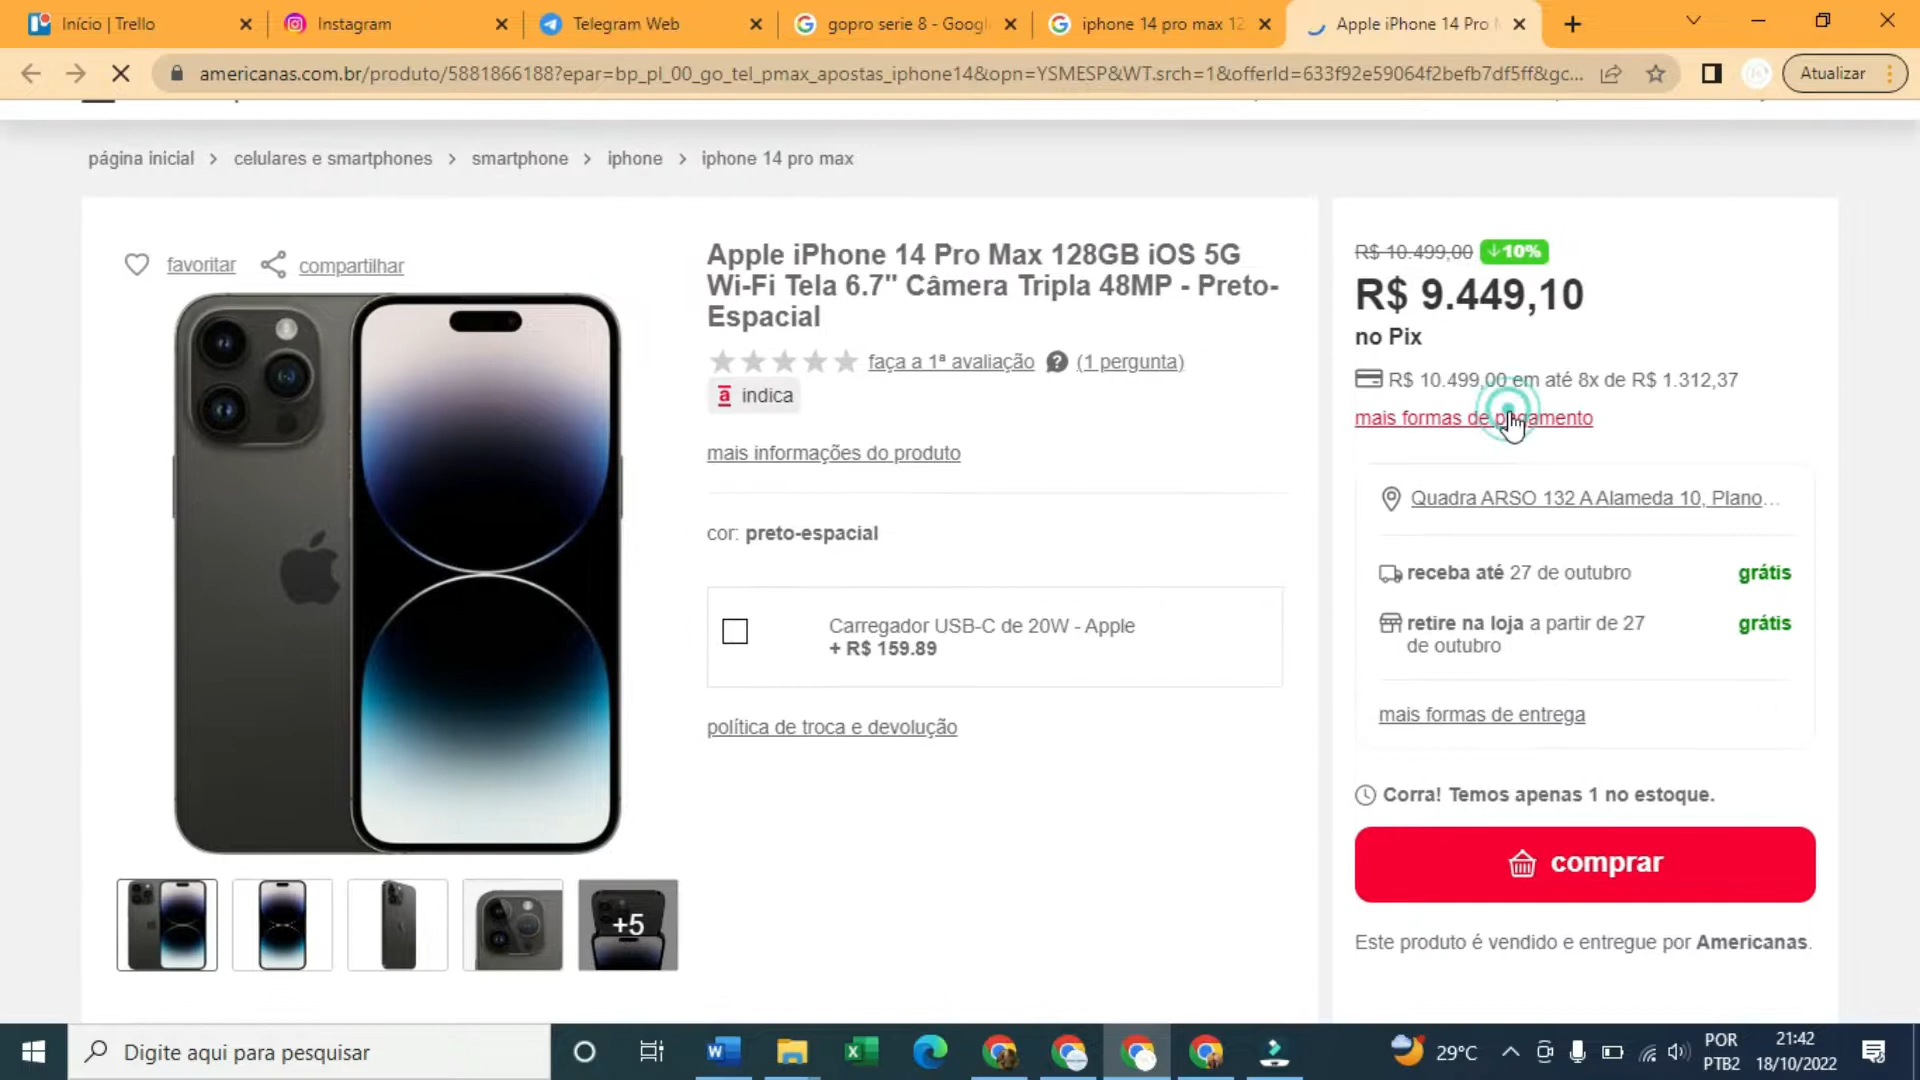 Início | Trello
Instagram
Telegram Web
gopro serie 8 - Googl
iphone 14 pro max 12
Apple iPhone 14 Pro M
americanas.com.br/produto/5881866188?epar=bp_pl_00_go_tel_pmax_apostas_iphone14&opn=YSMESP&WT.srch=1&offerId=633f92e59064f2befb7df5ff&gc...
Atualizar
página inicial > celulares e smartphones > smartphone > iphone > iphone 14 pro max
favoritar
compartilhar
Apple iPhone 14 Pro Max 128GB iOS 5G
Wi-Fi Tela 6.7" Câmera Tripla 48MP - Preto-
Espacial
faça a 1ª avaliação
(1 pergunta)
a indica
mais informações do produto
cor: preto-espacial
Carregador USB-C de 20W - Apple
+ R$ 159.89
política de troca e devolução
+5
R$ 10.499,00
10%
R$ 9.449,10
no Pix
R$ 10.499,00 em até 8x de R$ 1.312,37
mais formas de pagamento
Quadra ARSO 132 A Alameda 10, Plano...
receba até 27 de outubro
grátis
retire na loja a partir de 27
de outubro
grátis
mais formas de entrega
Corra! Temos apenas 1 no estoque.
comprar
Este produto é vendido e entregue por Americanas.
Digite aqui para pesquisar
29°C
POR
PTB2
21:42
18/10/2022